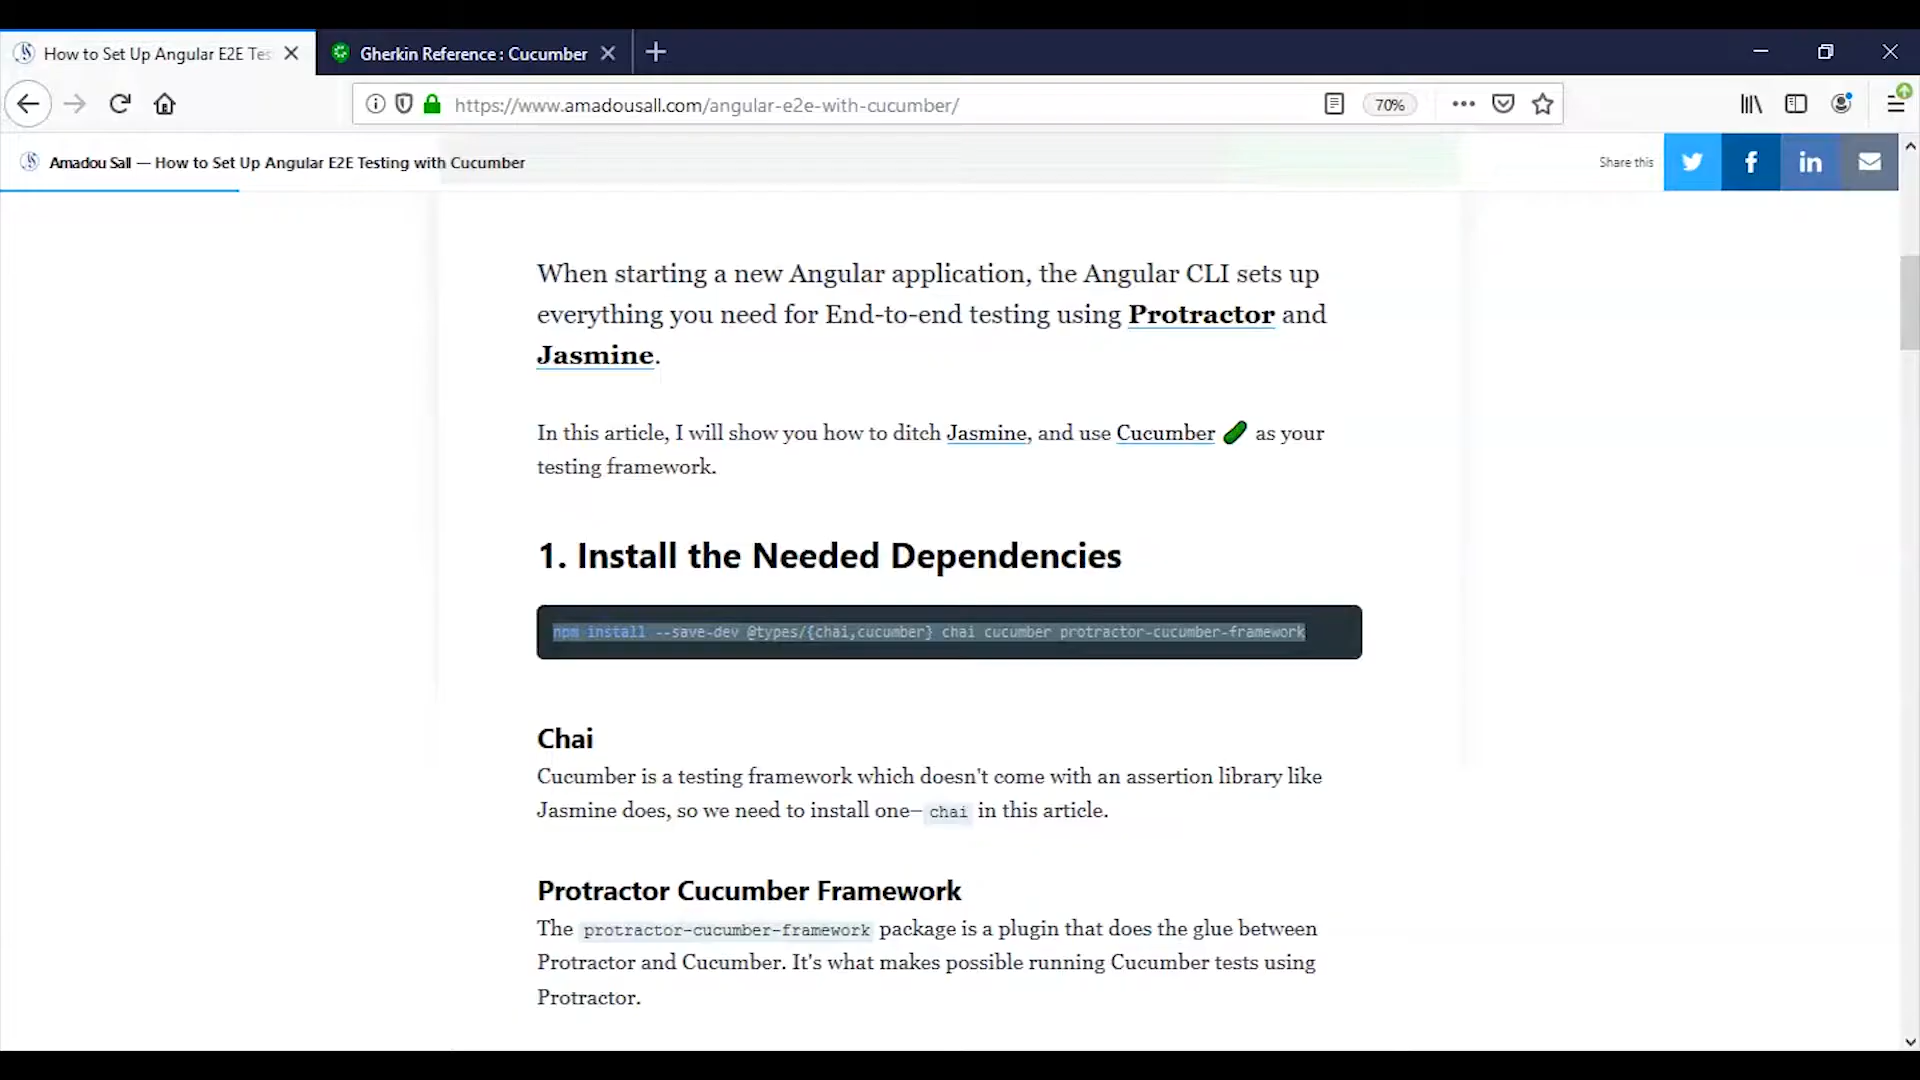 How to Set Up Angular E2E Tes
Gherkin Reference : Cucumber
https://www.amadousall.com/angular-e2e-with-cucumber/
70%
Amadou Sall — How to Set Up Angular E2E Testing with Cucumber
Share this
When starting a new Angular application, the Angular CLI sets up
everything you need for End-to-end testing using Protractor and
Jasmine.
In this article, I will show you how to ditch Jasmine, and use Cucumber 🥒 as your
testing framework.
1. Install the Needed Dependencies
npm install --save-dev @types/{chai,cucumber} chai cucumber protractor-cucumber-framework
Chai
Cucumber is a testing framework which doesn't come with an assertion library like
Jasmine does, so we need to install one— chai in this article.
Protractor Cucumber Framework
The protractor-cucumber-framework package is a plugin that does the glue between
Protractor and Cucumber. It's what makes possible running Cucumber tests using
Protractor.